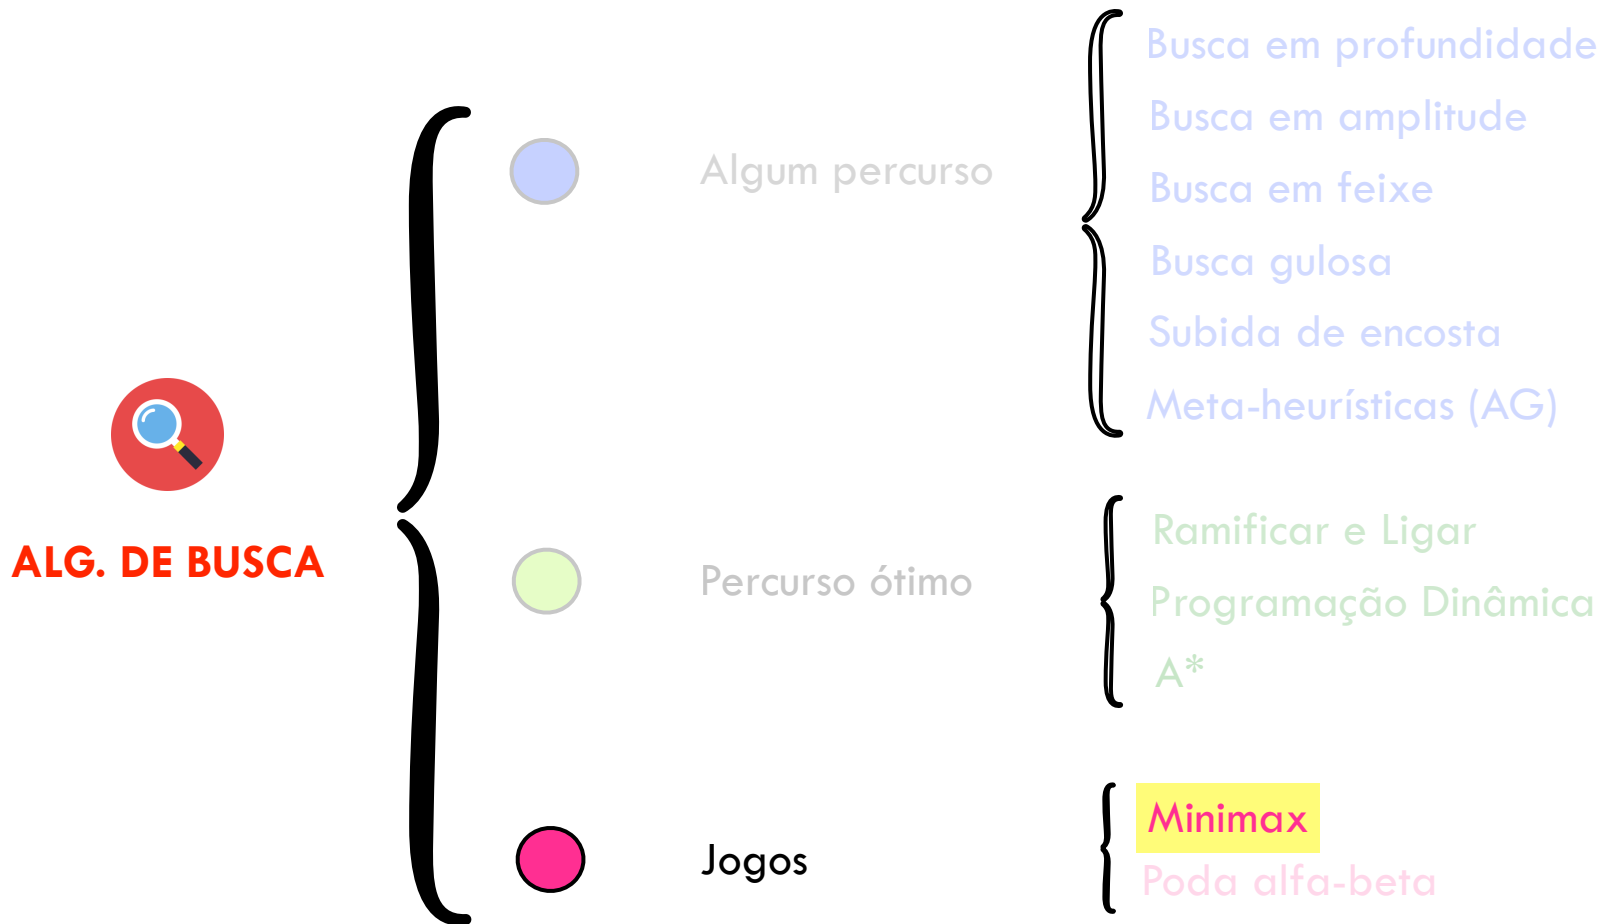 ALG. DE BUSCA
Algum percurso
Busca em profundidade
Busca em amplitude
Busca em feixe
Busca gulosa
Subida de encosta
Meta-heurísticas (AG)
Percurso ótimo
Ramificar e Ligar
Programação Dinâmica
A*
Jogos
Minimax
Poda alfa-beta